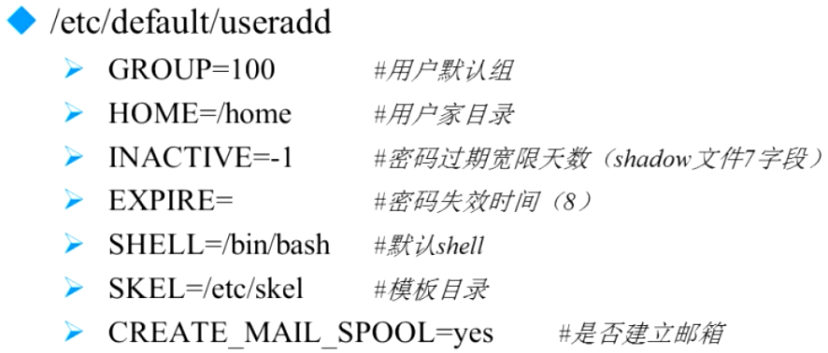 /etc/default/useradd
GROUP=100 #用户默认组
HOME=/home #用户家目录
INACTIVE=-1 #密码过期宽限天数（shadow文件7字段）
EXPIRE= #密码失效时间（8）
SHELL=/bin/bash #默认shell
SKEL=/etc/skel #模板目录
CREATE_MAIL_SPOOL=yes #是否建立邮箱